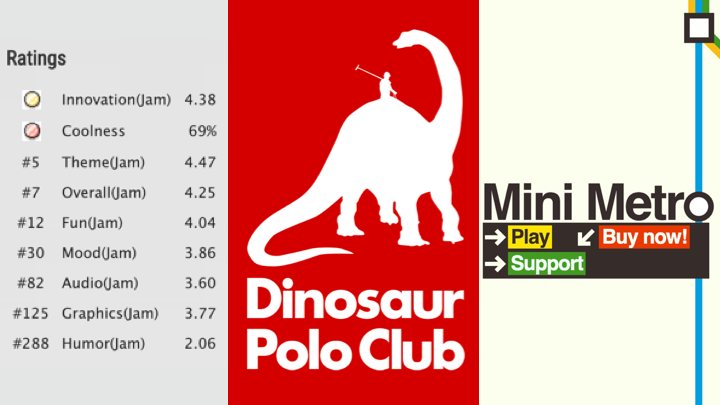 Ratings
Innovation(Jam) 4.38
Coolness 69%
#5 Theme(Jam) 4.47
#7 Overall(Jam) 4.25
#12 Fun(Jam) 4.04
#30 Mood(Jam) 3.86
#82 Audio(Jam) 3.60
#125 Graphics(Jam) 3.77
#288 Humor(Jam) 2.06
Dinosaur
Polo Club
Mini Metro
→ Play ↙ Buy now!
→ Support